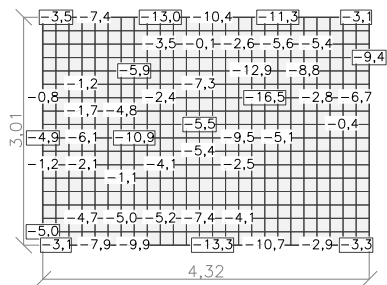 -3,5 -7,4 -13,0 -10,4 -11,3 -3,1
-3,5 -0,1 -2,6 -5,6 -5,4
-9,4
-5,9 -12,9 -8,8
-1,2 -7,3
-0,8 -2,4 -16,5 -2,8 -6,7
-1,7 -4,8
-5,5 -0,4
-4,9 -6,1 -10,9 -9,5 -5,1
-5,4
-1,2 -2,1 -4,1 -2,5
-1,1
-4,7 -5,0 -5,2 -7,4 -4,1
-5,0
-3,1 -7,9 -9,9 -13,3 -10,7 -2,9 -3,3
3,01
4,32